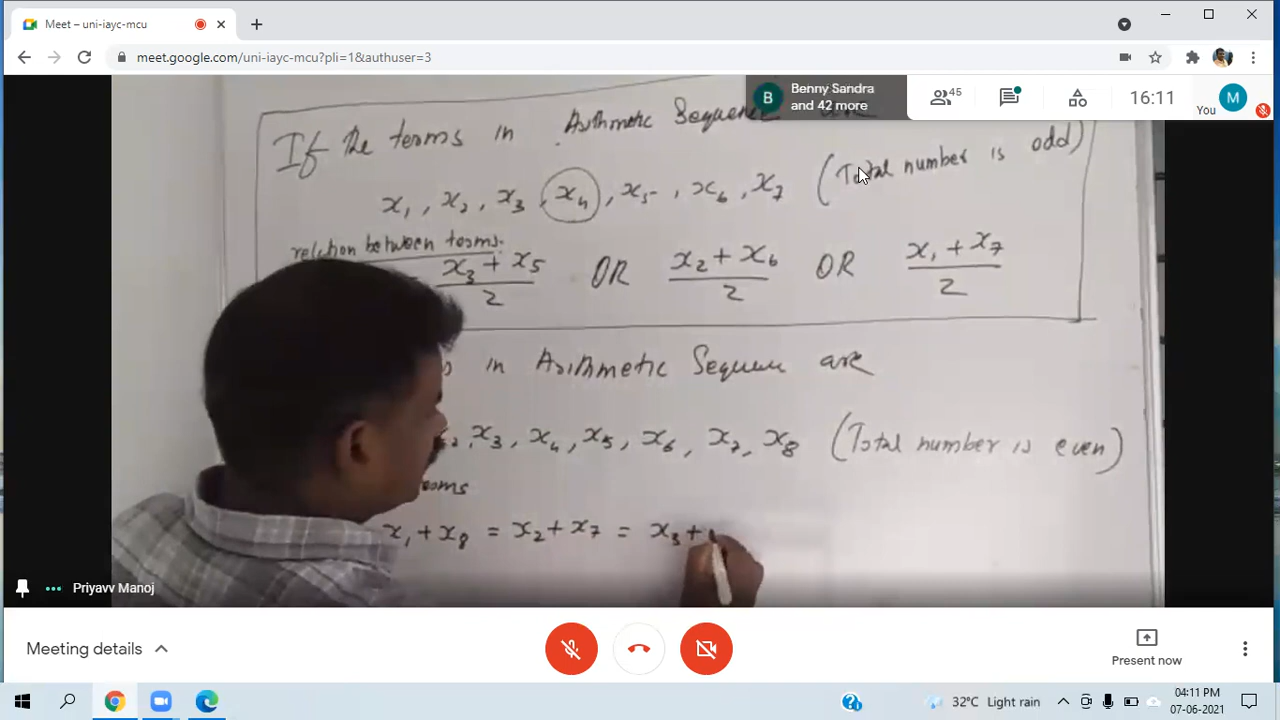 Meet – uni-iayc-mcu
meet.google.com/uni-iayc-mcu?pli=1&authuser=3
Benny Sandra
and 42 more
B
45
16:11
You
M
If the terms in Arithmetic Sequence are
x₁, x₂, x₃, x₄, x₅, x₆, x₇ (Total number is odd)
relation between terms.
x₃ + x₅ / 2 OR x₂ + x₆ / 2 OR x₁ + x₇ / 2
in Arithmetic Sequence are
x₃, x₄, x₅, x₆, x₇, x₈ (Total number is even)
x₁ + x₈ = x₂ + x₇ = x₃ +
Priyavv Manoj
Meeting details
Present now
32°C Light rain
04:11 PM
07-06-2021